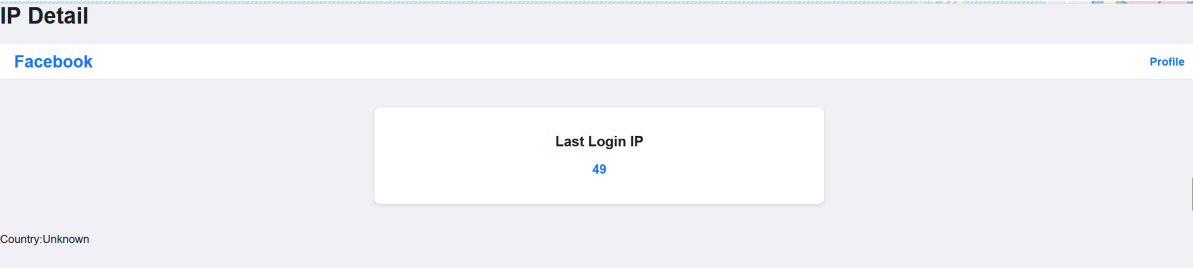 IP Detail
Facebook
Profile
Last Login IP
49
Country:Unknown